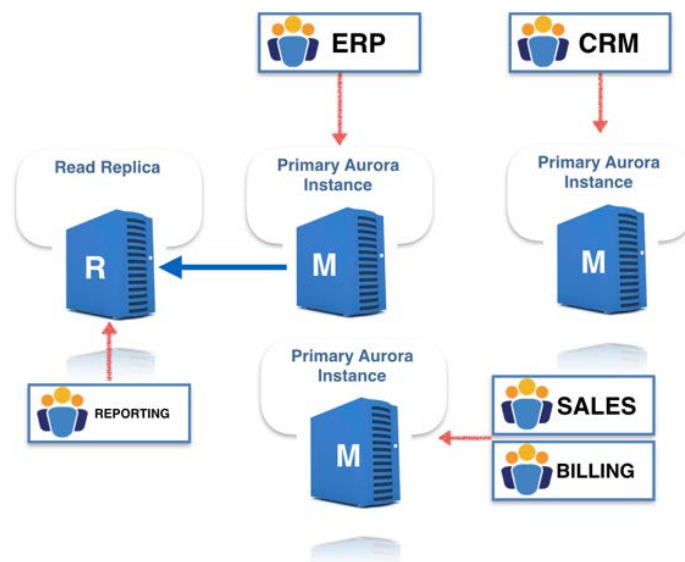 ERP
CRM
Read Replica
R
Primary Aurora
Instance
M
Primary Aurora
Instance
M
REPORTING
Primary Aurora
Instance
M
SALES
BILLING